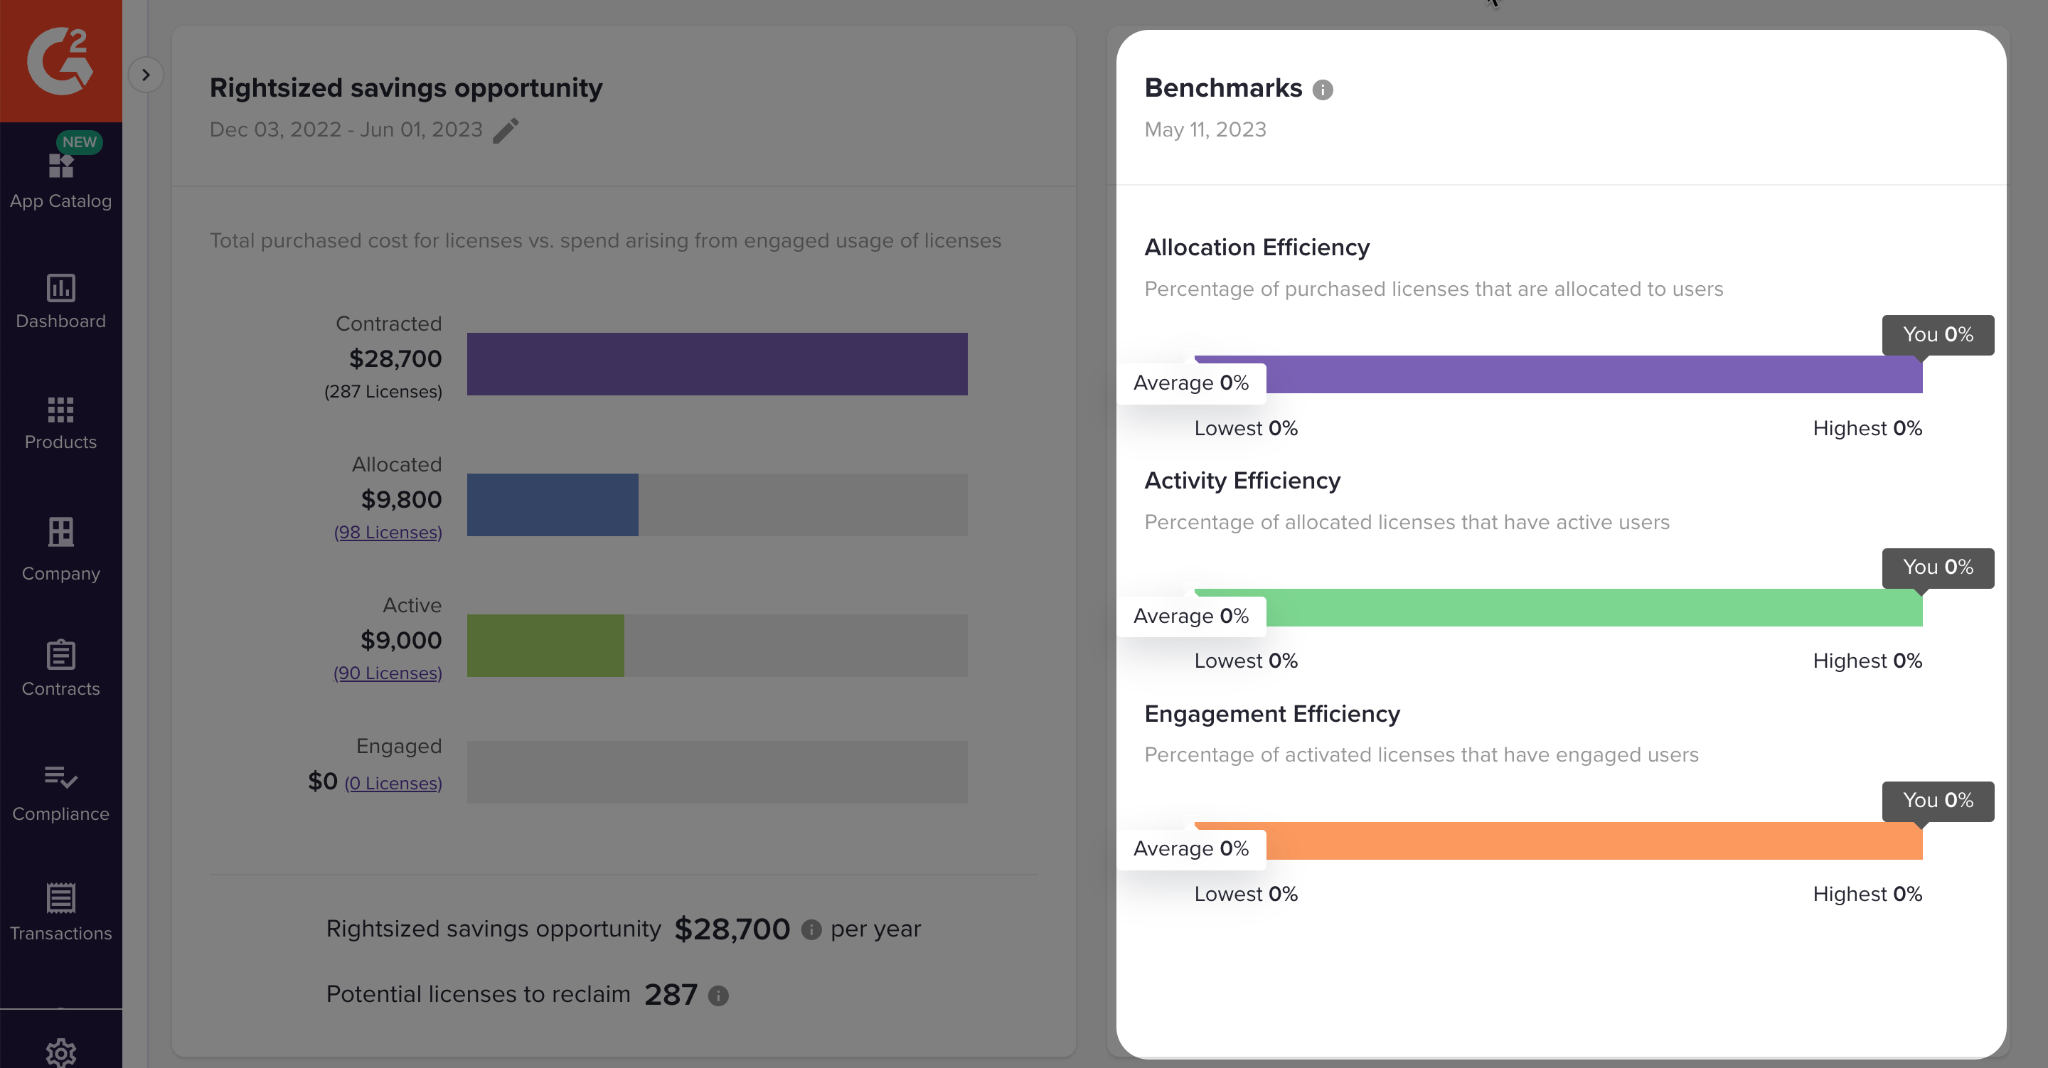 G2
NEW
App Catalog
Dashboard
Products
Company
Contracts
Compliance
Transactions
Rightsized savings opportunity
Dec 03, 2022 - Jun 01, 2023
Total purchased cost for licenses vs. spend arising from engaged usage of licenses
Contracted
$28,700
(287 Licenses)
Allocated
$9,800
(98 Licenses)
Active
$9,000
(90 Licenses)
Engaged
$0 (0 Licenses)
Rightsized savings opportunity $28,700 per year
Potential licenses to reclaim 287
Benchmarks
May 11, 2023
Allocation Efficiency
Percentage of purchased licenses that are allocated to users
You 0%
Average 0%
Lowest 0% Highest 0%
Activity Efficiency
Percentage of allocated licenses that have active users
You 0%
Average 0%
Lowest 0% Highest 0%
Engagement Efficiency
Percentage of activated licenses that have engaged users
You 0%
Average 0%
Lowest 0% Highest 0%